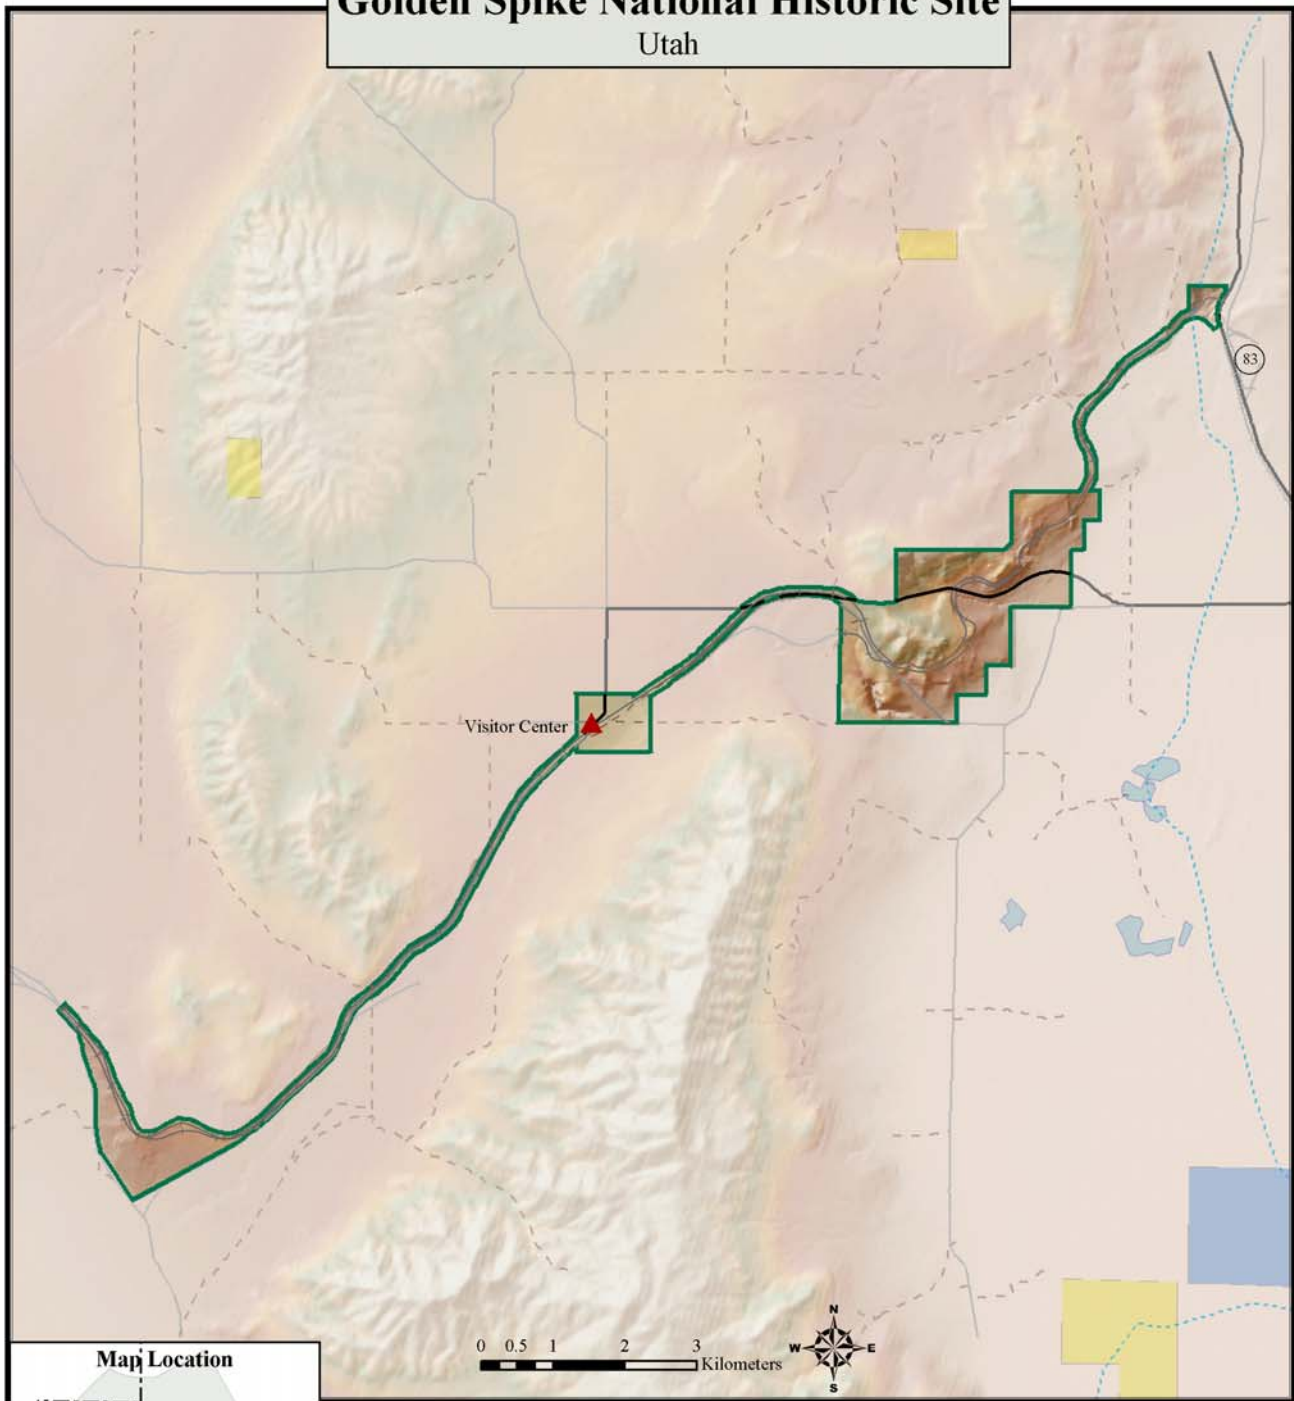 Golden Spike National Historic Site
Utah
83
Visitor Center
N
W E
S
0 0.5 1 2 3
Kilometers
Map Location